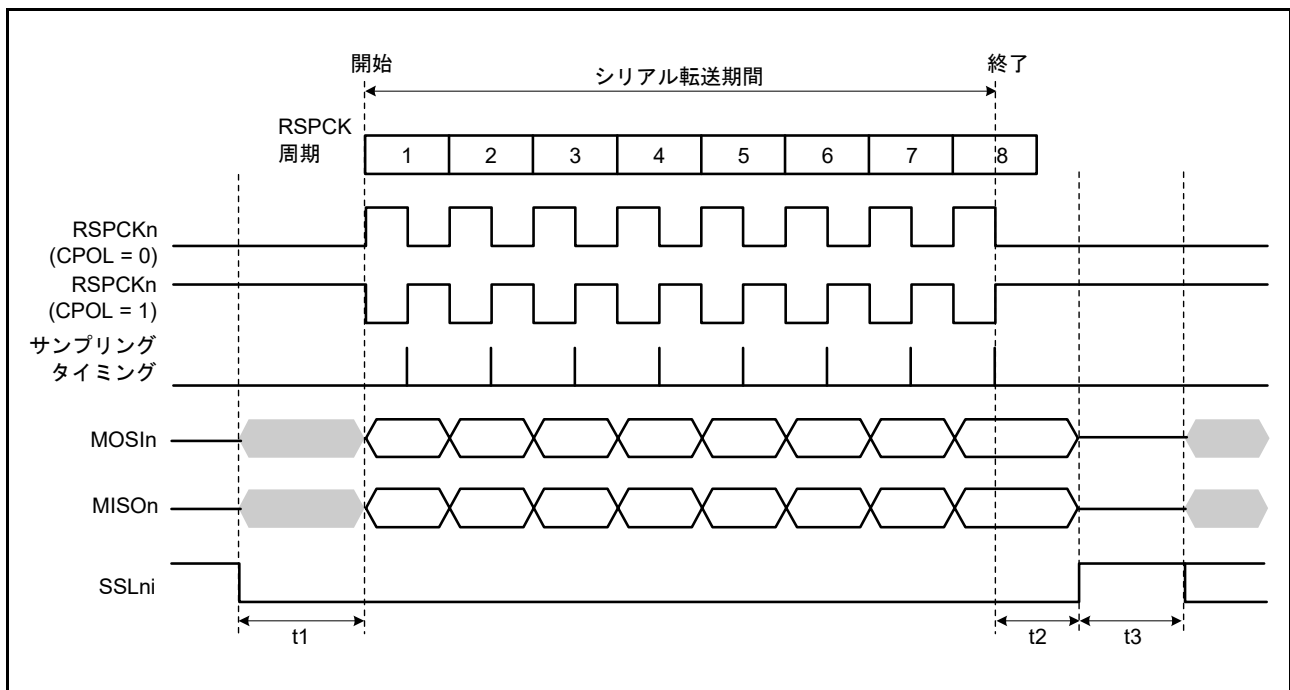 開始
シリアル転送期間
終了
RSPCK
周期
1 2 3 4 5 6 7 8
RSPCKn
(CPOL = 0)
RSPCKn
(CPOL = 1)
サンプリング
タイミング
MOSIn
MISOn
SSLni
t1
t2
t3